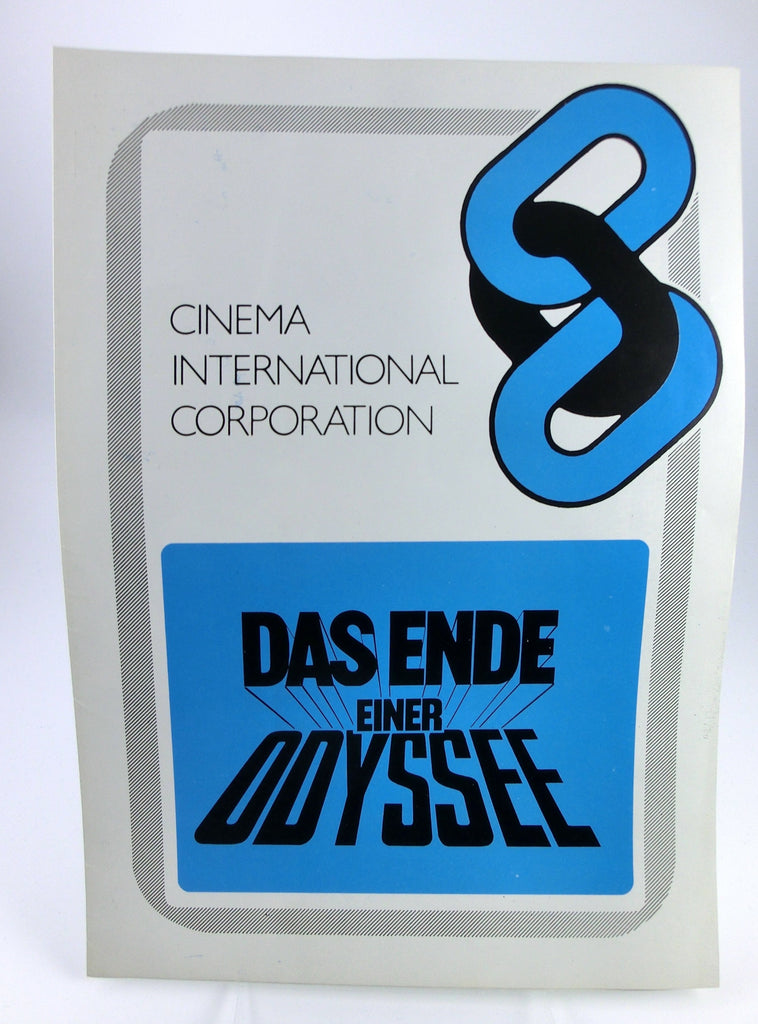 CINEMA
INTERNATIONAL
CORPORATION
DAS ENDE
EINER
ODYSSEE